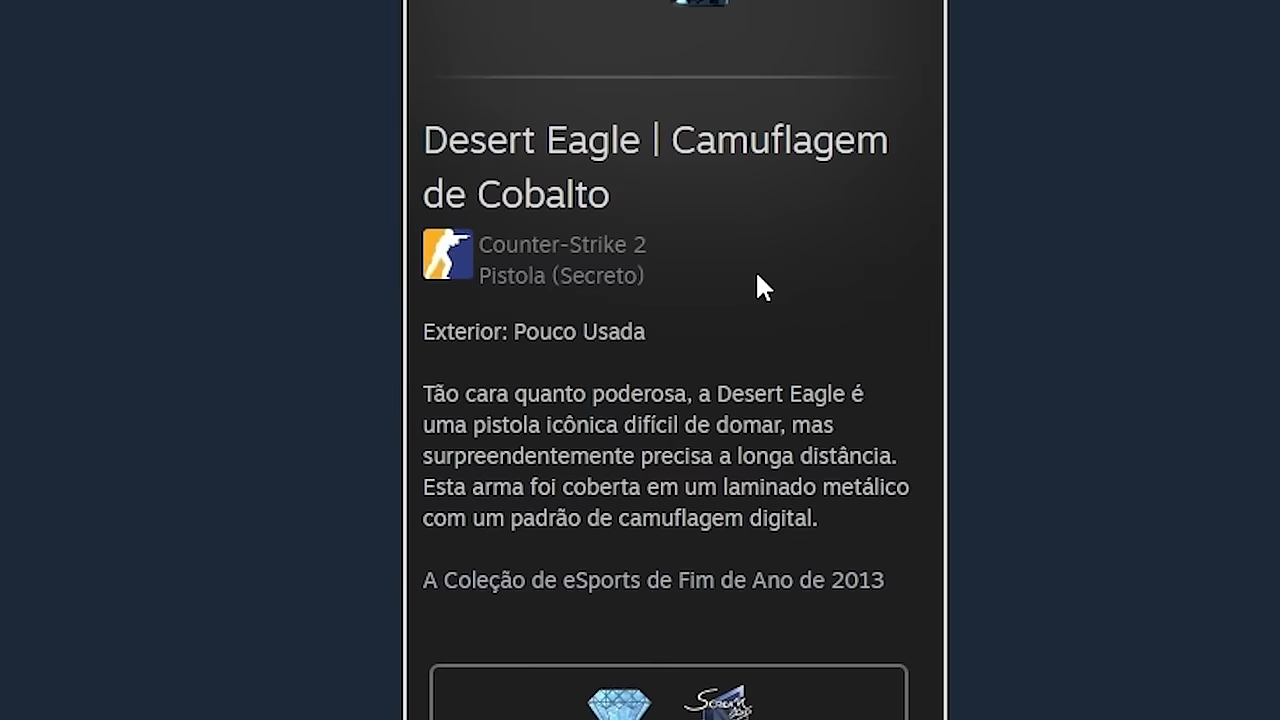 Desert Eagle | Camuflagem
de Cobalto
Counter-Strike 2
Pistola (Secreto)
Exterior: Pouco Usada
Tão cara quanto poderosa, a Desert Eagle é
uma pistola icônica difícil de domar, mas
surpreendentemente precisa a longa distância.
Esta arma foi coberta em um laminado metálico
com um padrão de camuflagem digital.
A Coleção de eSports de Fim de Ano de 2013